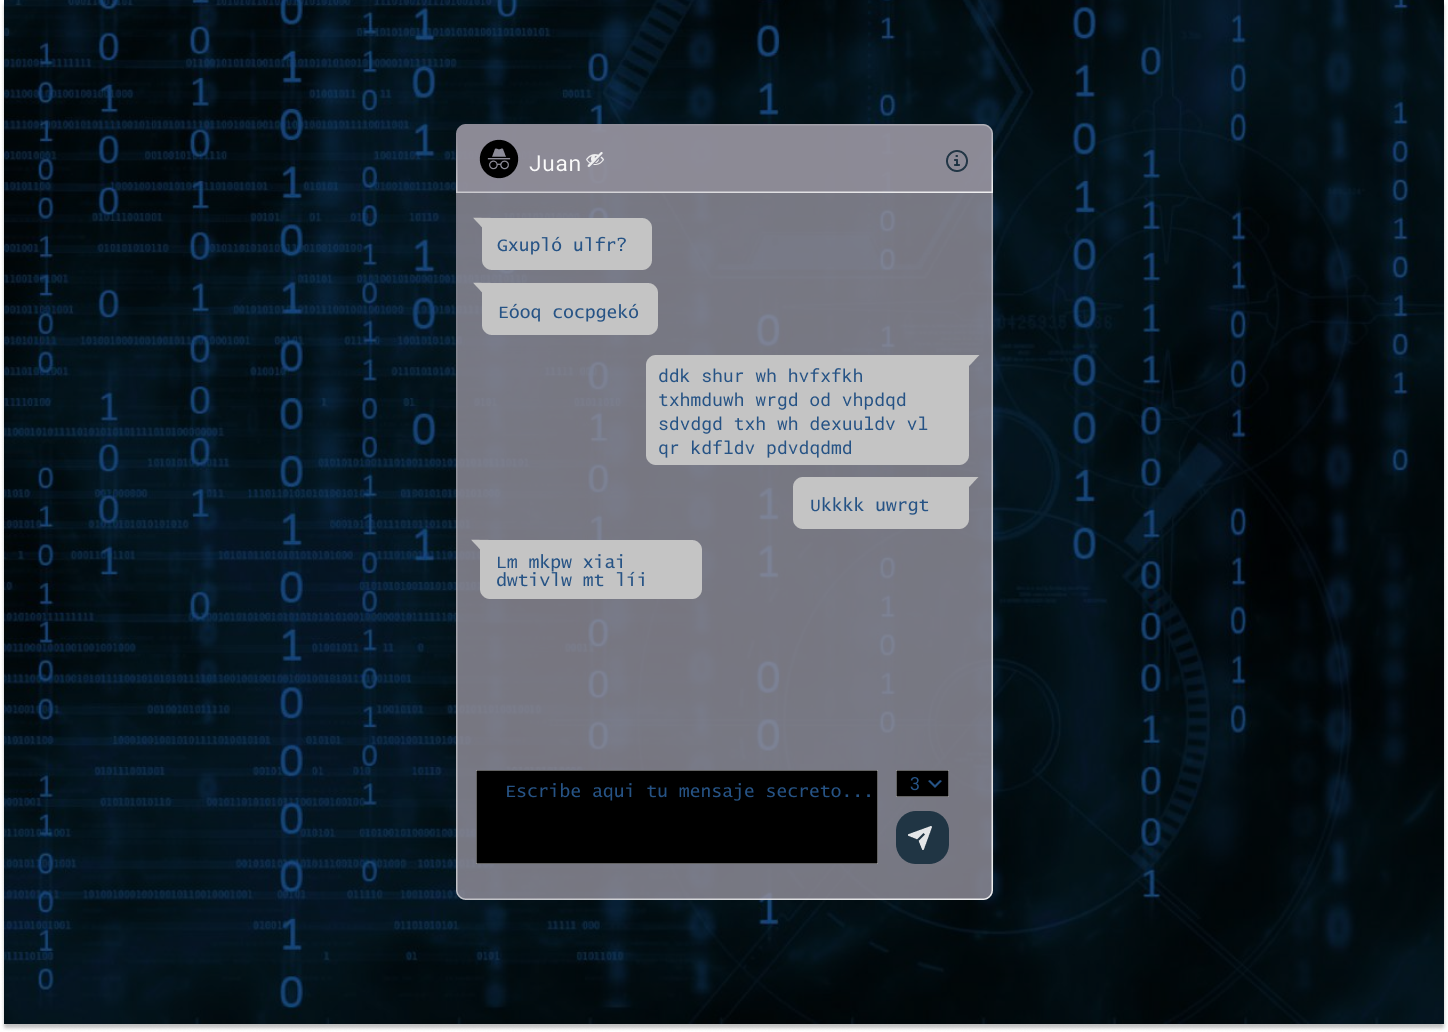 Juan
Gxupló ulfr?
Eóoq cocpgekó
ddk shur wh hvfxfkh
txhmduwh wrgd od vhpdqd
sdvdgd txh wh dexuuldv vl
qr kdfldv pdvdqdmd
Ukkkk uwrgt
Lm mkpw xiai
dwtivlw mt líi
Escribe aqui tu mensaje secreto...
3